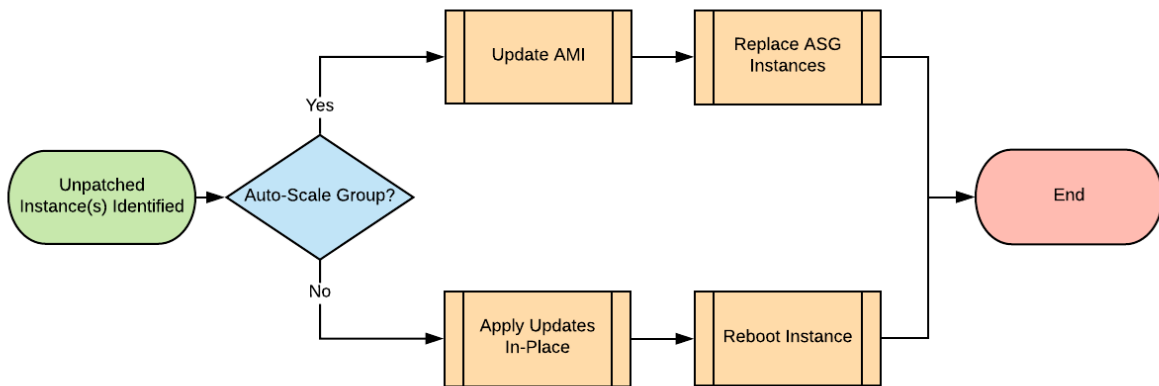 Unpatched
Instance(s) Identified
Auto-Scale Group?
Yes
Update AMI
Replace ASG
Instances
No
Apply Updates
In-Place
Reboot Instance
End